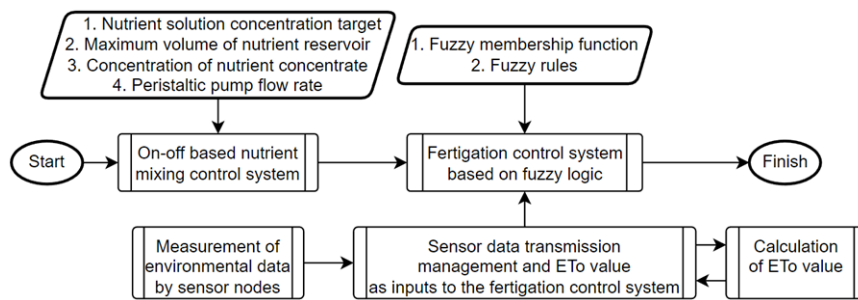 1. Nutrient solution concentration target
2. Maximum volume of nutrient reservoir
3. Concentration of nutrient concentrate
4. Peristaltic pump flow rate
1. Fuzzy membership function
2. Fuzzy rules
Start
On-off based nutrient
mixing control system
Fertigation control system
based on fuzzy logic
Finish
Measurement of
environmental data
by sensor nodes
Sensor data transmission
management and ETo value
as inputs to the fertigation control system
Calculation
of ETo value